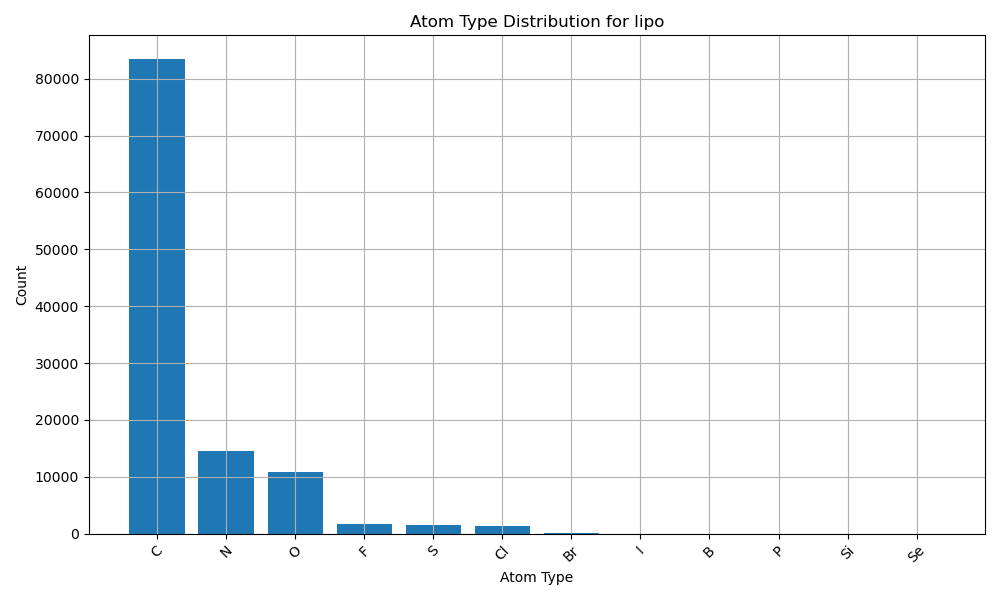 Atom Type Distribution for lipo
Count
80000
70000
60000
50000
40000
30000
20000
10000
0
C N O F S Cl Br I B P Si Se
Atom Type